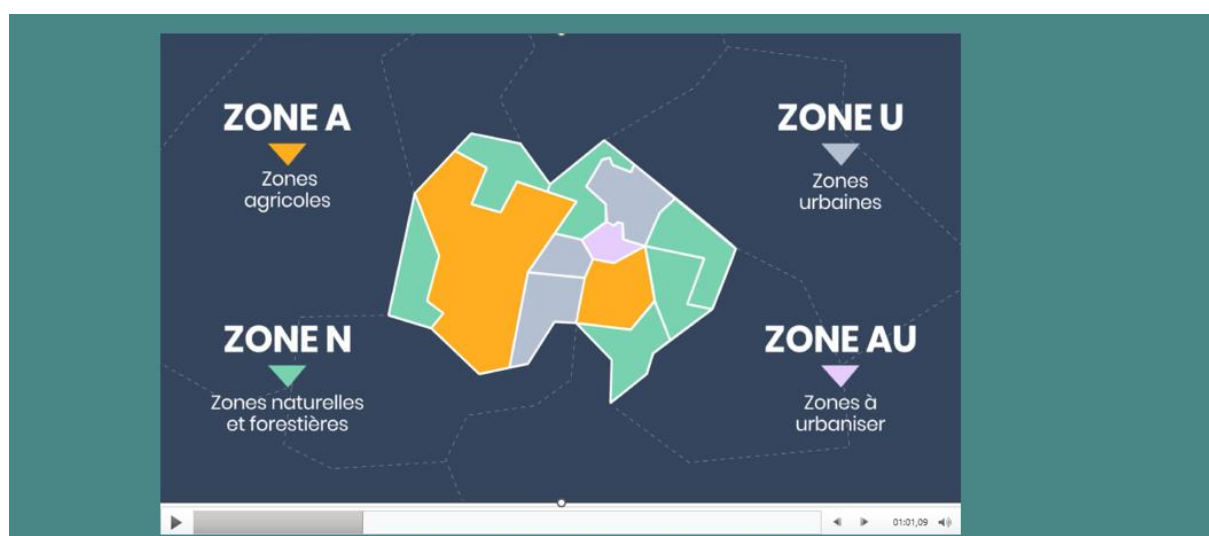 ZONE A
Zones
agricoles
ZONE U
Zones
urbaines
ZONE N
Zones naturelles
et forestières
ZONE AU
Zones à
urbaniser
01:01,09